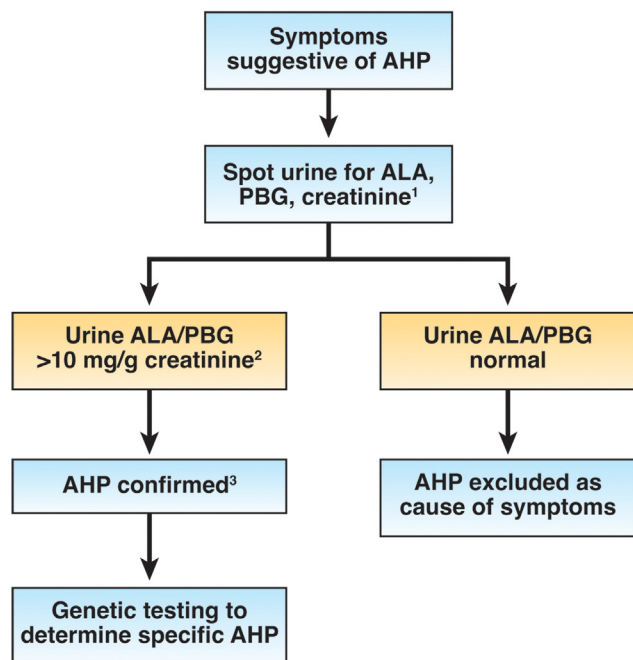 Symptoms
suggestive of AHP
Spot urine for ALA,
PBG, creatinine¹
Urine ALA/PBG
>10 mg/g creatinine²
Urine ALA/PBG
normal
AHP confirmed³
AHP excluded as
cause of symptoms
Genetic testing to
determine specific AHP